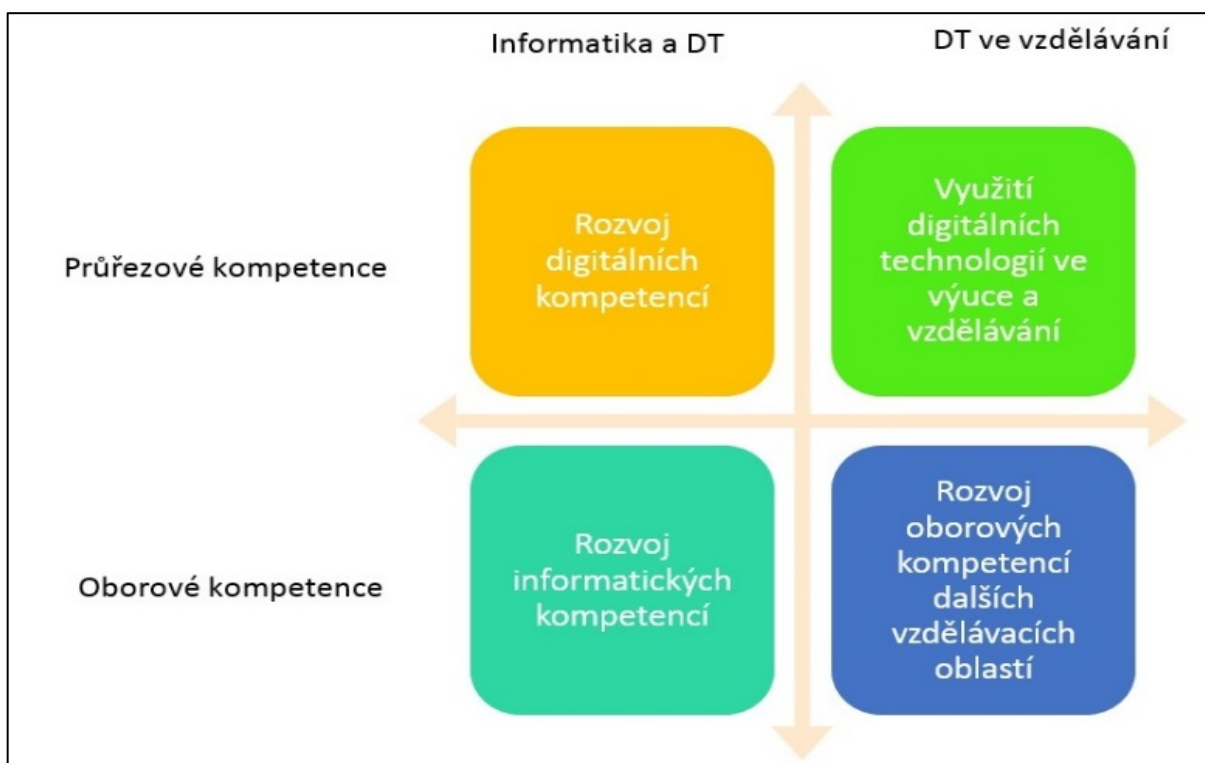 Informatika a DT
DT ve vzdělávání
Průřezové kompetence
Rozvoj
digitálních
kompetencí
Využití
digitálních
technologií ve
výuce a
vzdělávání
Oborové kompetence
Rozvoj
informatických
kompetencí
Rozvoj
oborových
kompetencí
dalších
vzdělávacích
oblastí